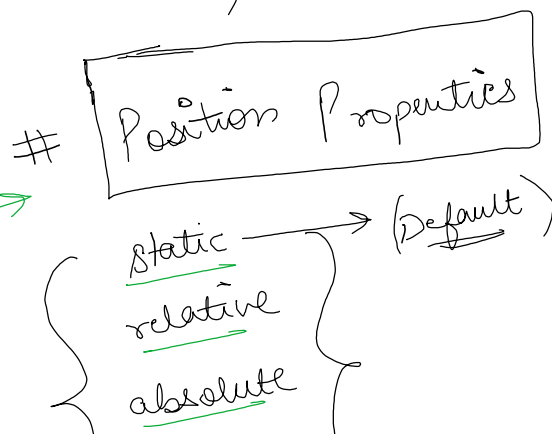 # Position Properties
static → (Default)
relative
absolute